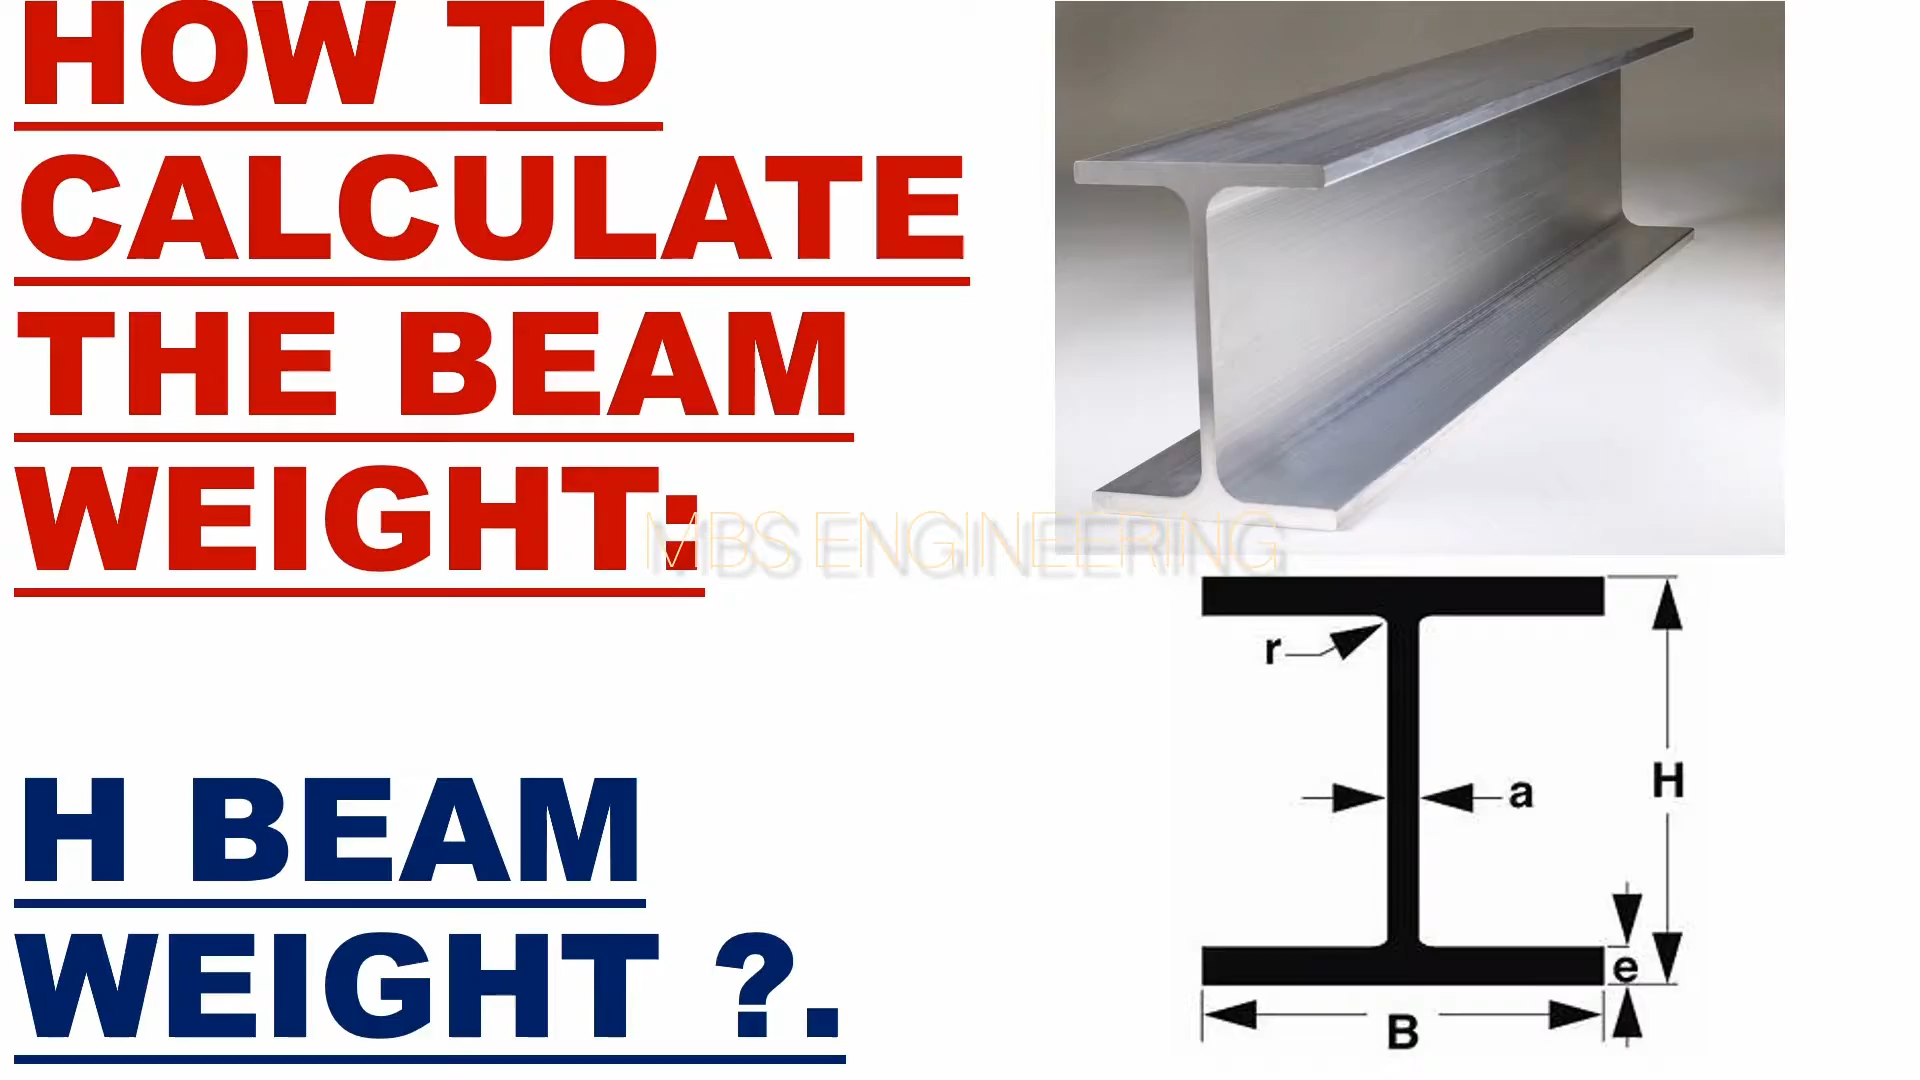 HOW TO
CALCULATE
THE BEAM
WEIGHT:
MBS ENGINEERING
H BEAM
WEIGHT ?.
r
a
H
e
B